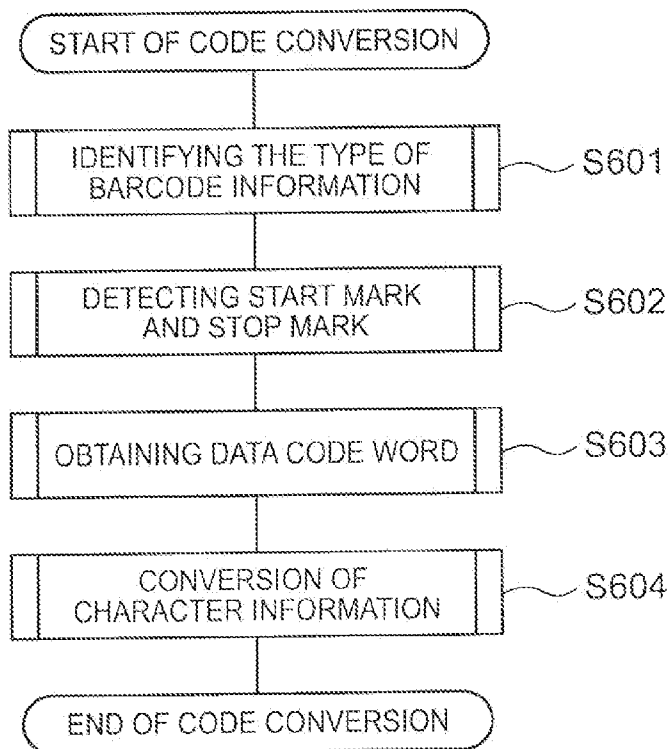 START OF CODE CONVERSION
IDENTIFYING THE TYPE OF
BARCODE INFORMATION
S601
DETECTING START MARK
AND STOP MARK
S602
OBTAINING DATA CODE WORD
S603
CONVERSION OF
CHARACTER INFORMATION
S604
END OF CODE CONVERSION